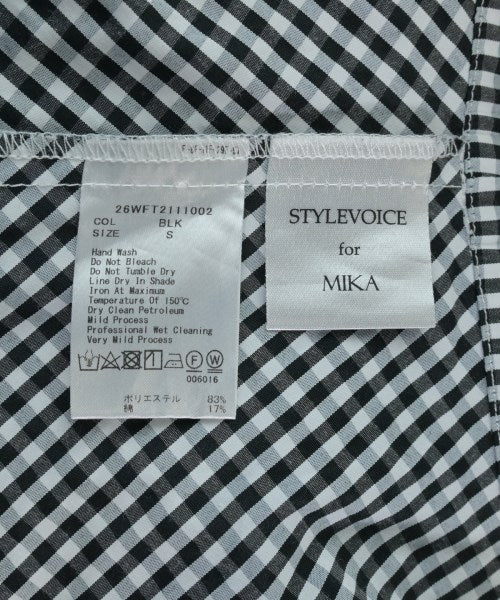 26WFT2111002
COL BLK
SIZE S
Hand Wash
Do Not Bleach
Do Not Tumble Dry
Line Dry In Shade
Iron At Maximum
Temperature Of 150℃
Dry Clean Petroleum
Mild Process
Professional Wet Cleaning
Very Mild Process
F W
006016
ポリエステル 83%
綿 17%
STYLEVOICE
for
MIKA